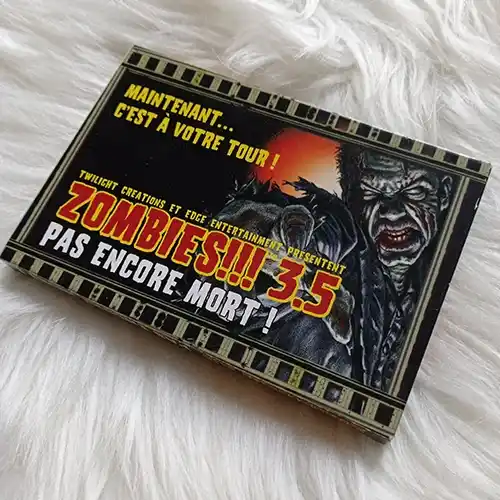 MAINTENANT...
C'EST À VOTRE TOUR !
TWILIGHT CREATIONS ET EDGE ENTERTAINMENT PRÉSENTENT
ZOMBIES!!! 3.5
PAS ENCORE MORT !